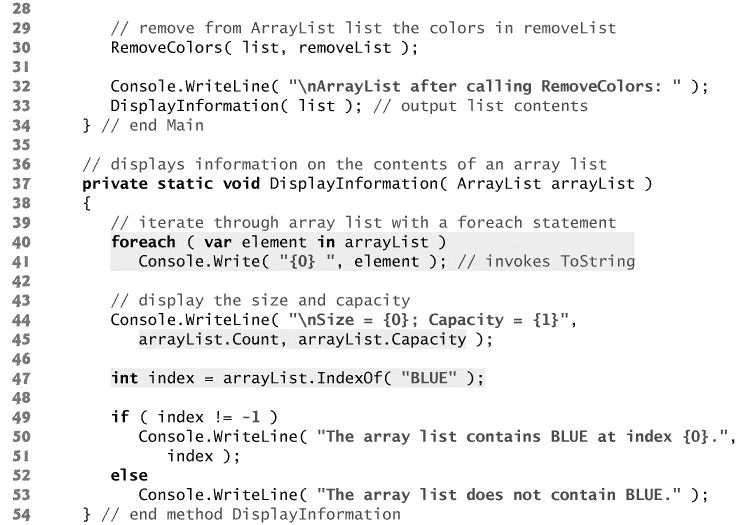 28
29 // remove from ArrayList list the colors in removeList
30 RemoveColors( list, removeList );
31
32 Console.WriteLine( "\nArrayList after calling RemoveColors: " );
33 DisplayInformation( list ); // output list contents
34 } // end Main
35
36 // displays information on the contents of an array list
37 private static void DisplayInformation( ArrayList arrayList )
38 {
39 // iterate through array list with a foreach statement
40 foreach ( var element in arrayList )
41 Console.Write( "{0} ", element ); // invokes ToString
42
43 // display the size and capacity
44 Console.WriteLine( "\nSize = {0}; Capacity = {1}",
45 arrayList.Count, arrayList.Capacity );
46
47 int index = arrayList.IndexOf( "BLUE" );
48
49 if ( index != -1 )
50 Console.WriteLine( "The array list contains BLUE at index {0}.",
51 index );
52 else
53 Console.WriteLine( "The array list does not contain BLUE." );
54 } // end method DisplayInformation